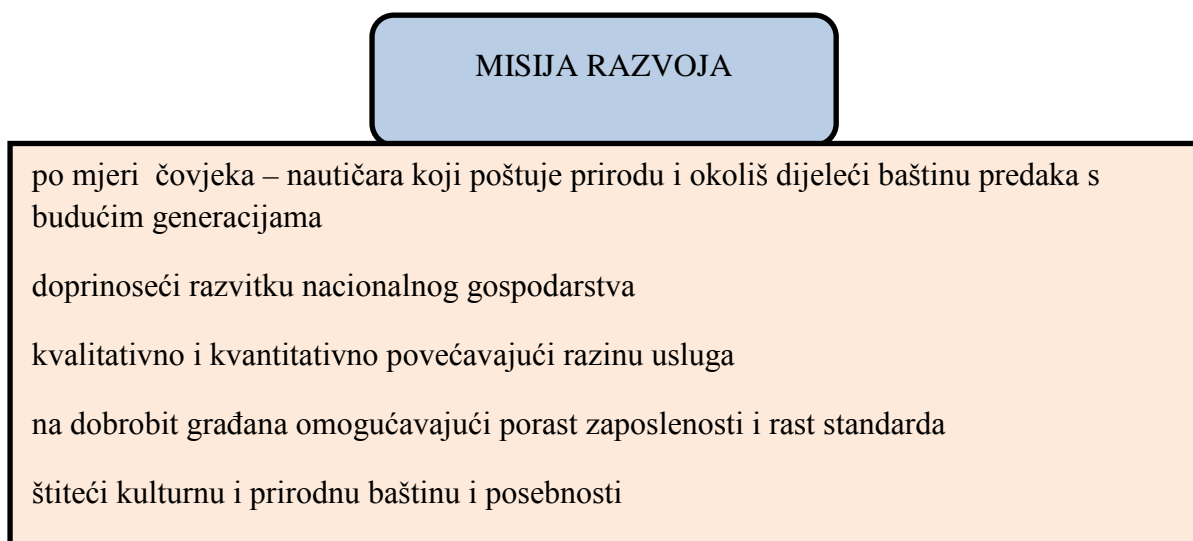 MISIJA RAZVOJA
po mjeri  čovjeka – nautičara koji poštuje prirodu i okoliš dijeleći baštinu predaka s
budućim generacijama
doprinoseći razvitku nacionalnog gospodarstva
kvalitativno i kvantitativno povećavajući razinu usluga
na dobrobit građana omogućavajući porast zaposlenosti i rast standarda
štiteći kulturnu i prirodnu baštinu i posebnosti